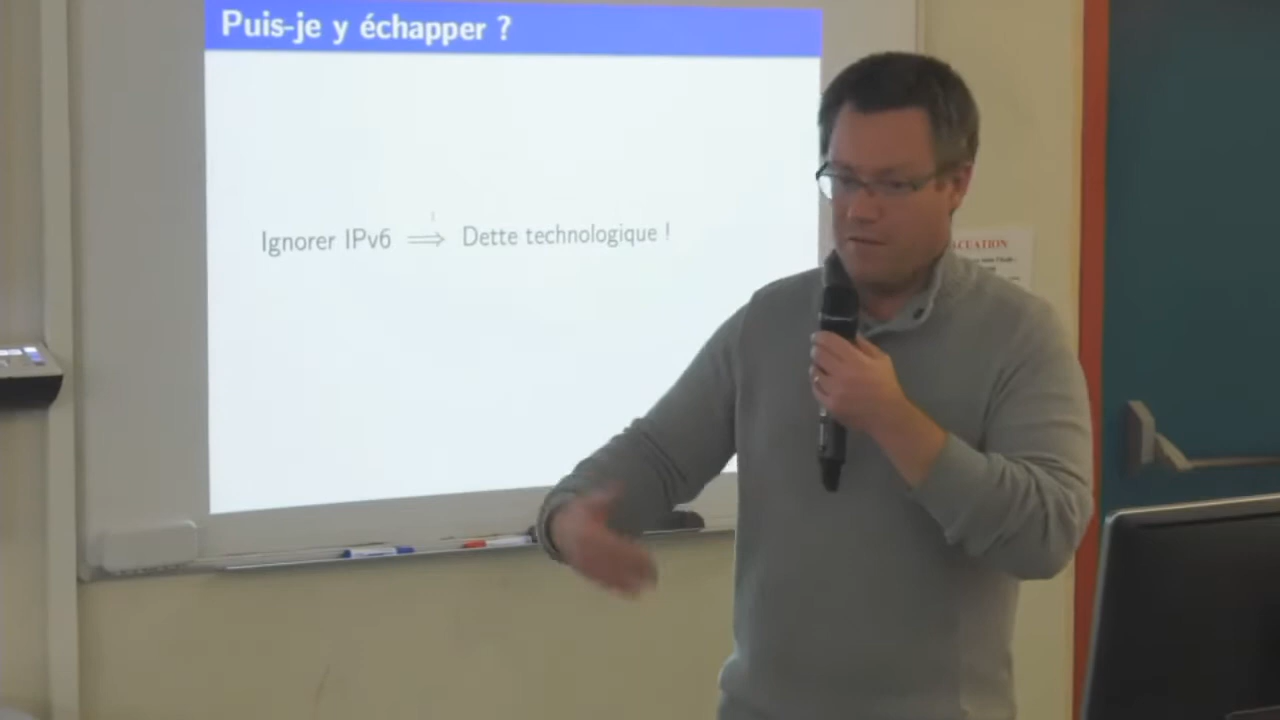 Puis-je y échapper ?
Ignorer IPv6 ⟹ Dette technologique !